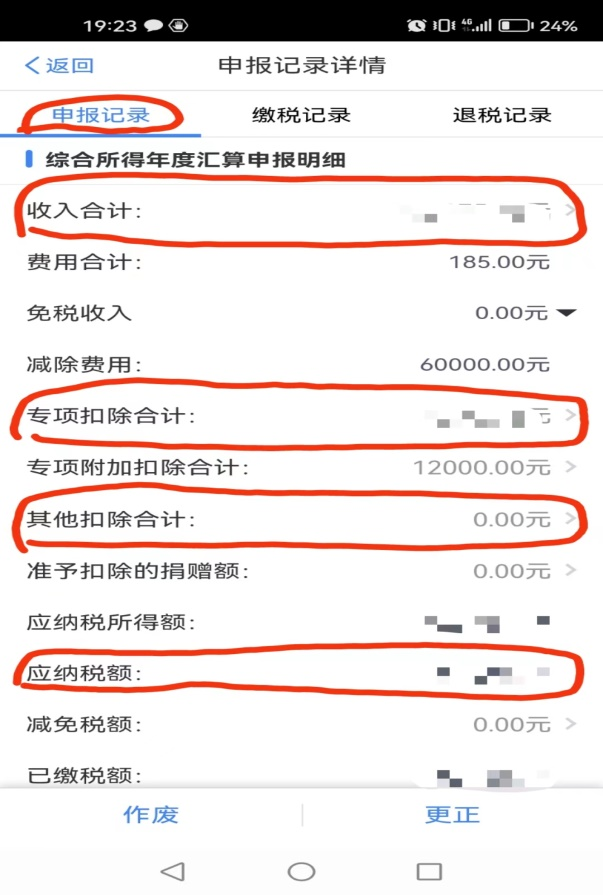 19:23 4G 24%
返回 申报记录详情
申报记录 缴税记录 退税记录
综合所得年度汇算申报明细
收入合计:
费用合计: 185.00元
免税收入 0.00元
减除费用: 60000.00元
专项扣除合计: 元
专项附加扣除合计: 12000.00元
其他扣除合计: 0.00元
准予扣除的捐赠额: 0.00元
应纳税所得额:
应纳税额:
减免税额: 0.00元
已缴税额:
作废 更正